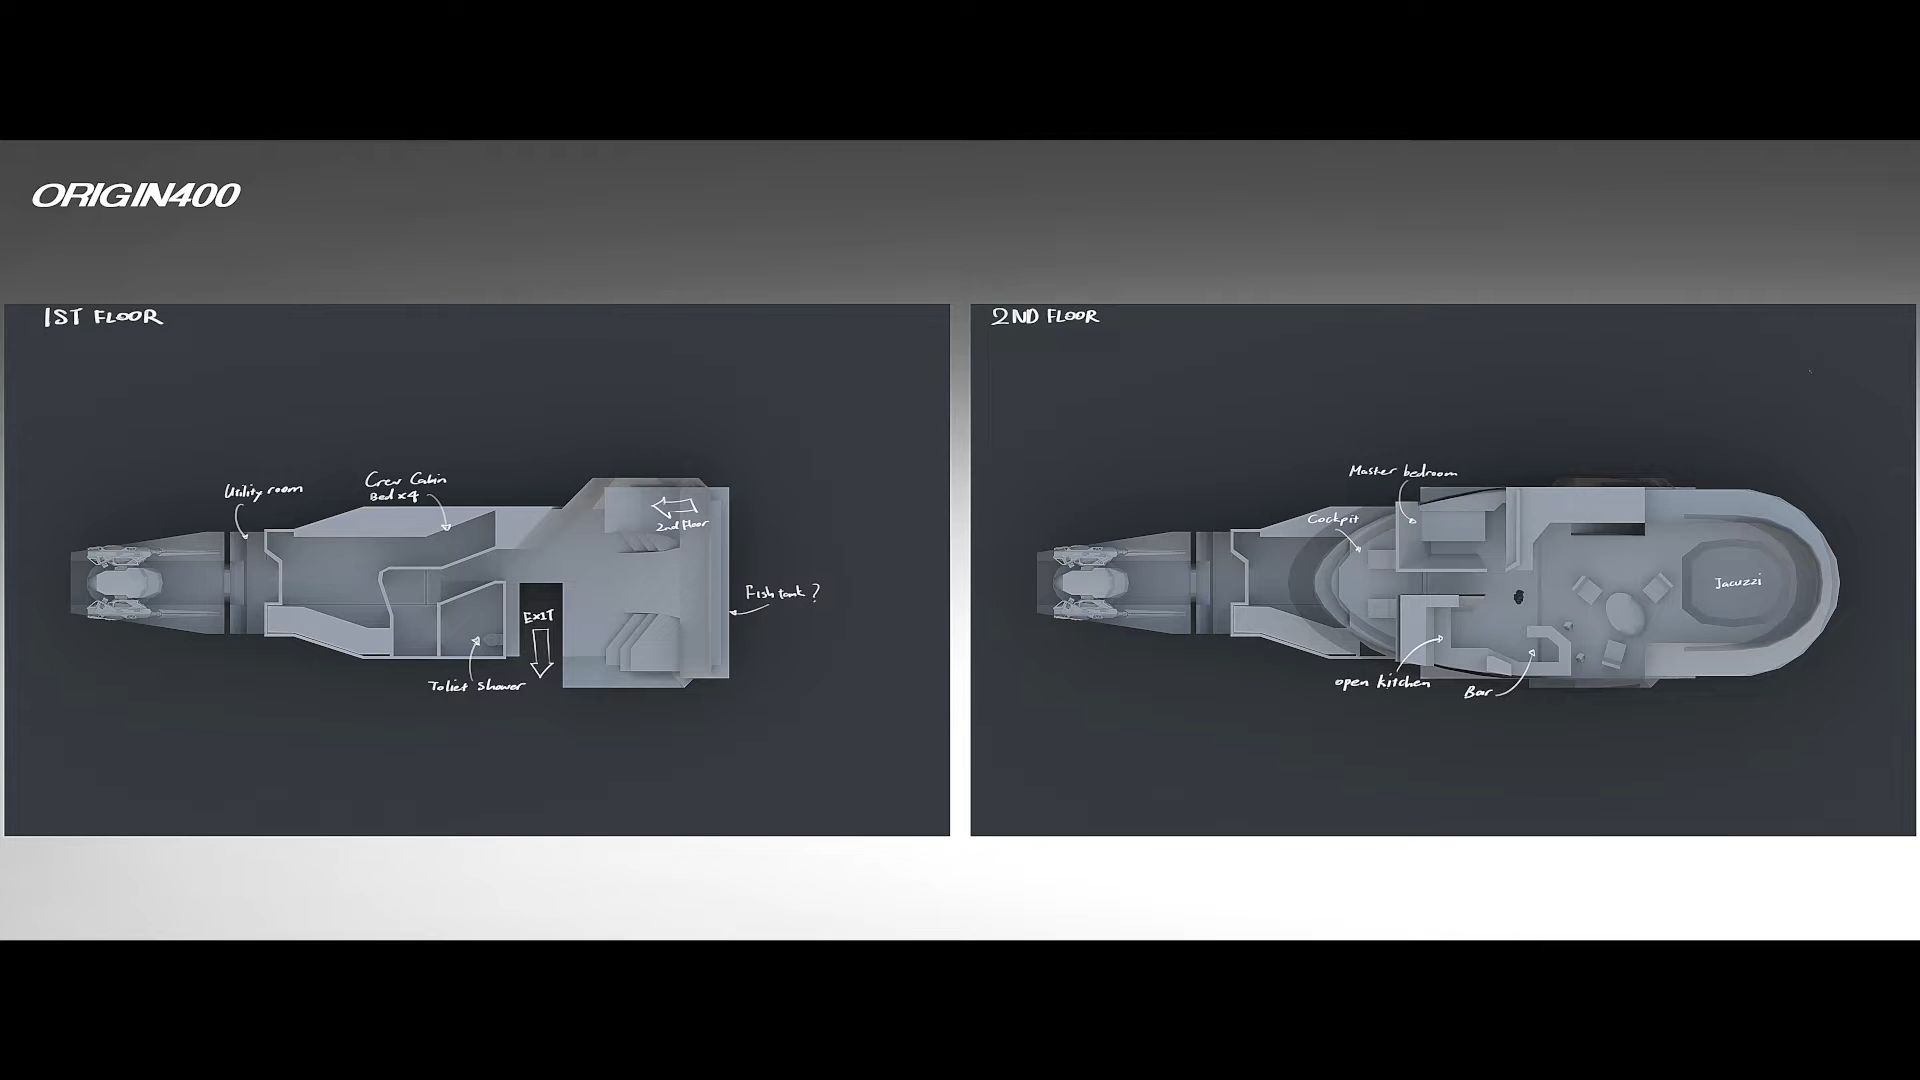 ORIGIN400
1ST FLOOR
Utility room
Crew Cabin
Bed x4
2nd Floor
EXIT
Toliet Shower
Fish tank ?
2ND FLOOR
Master bedroom
Cockpit
Jacuzzi
open kitchen
Bar